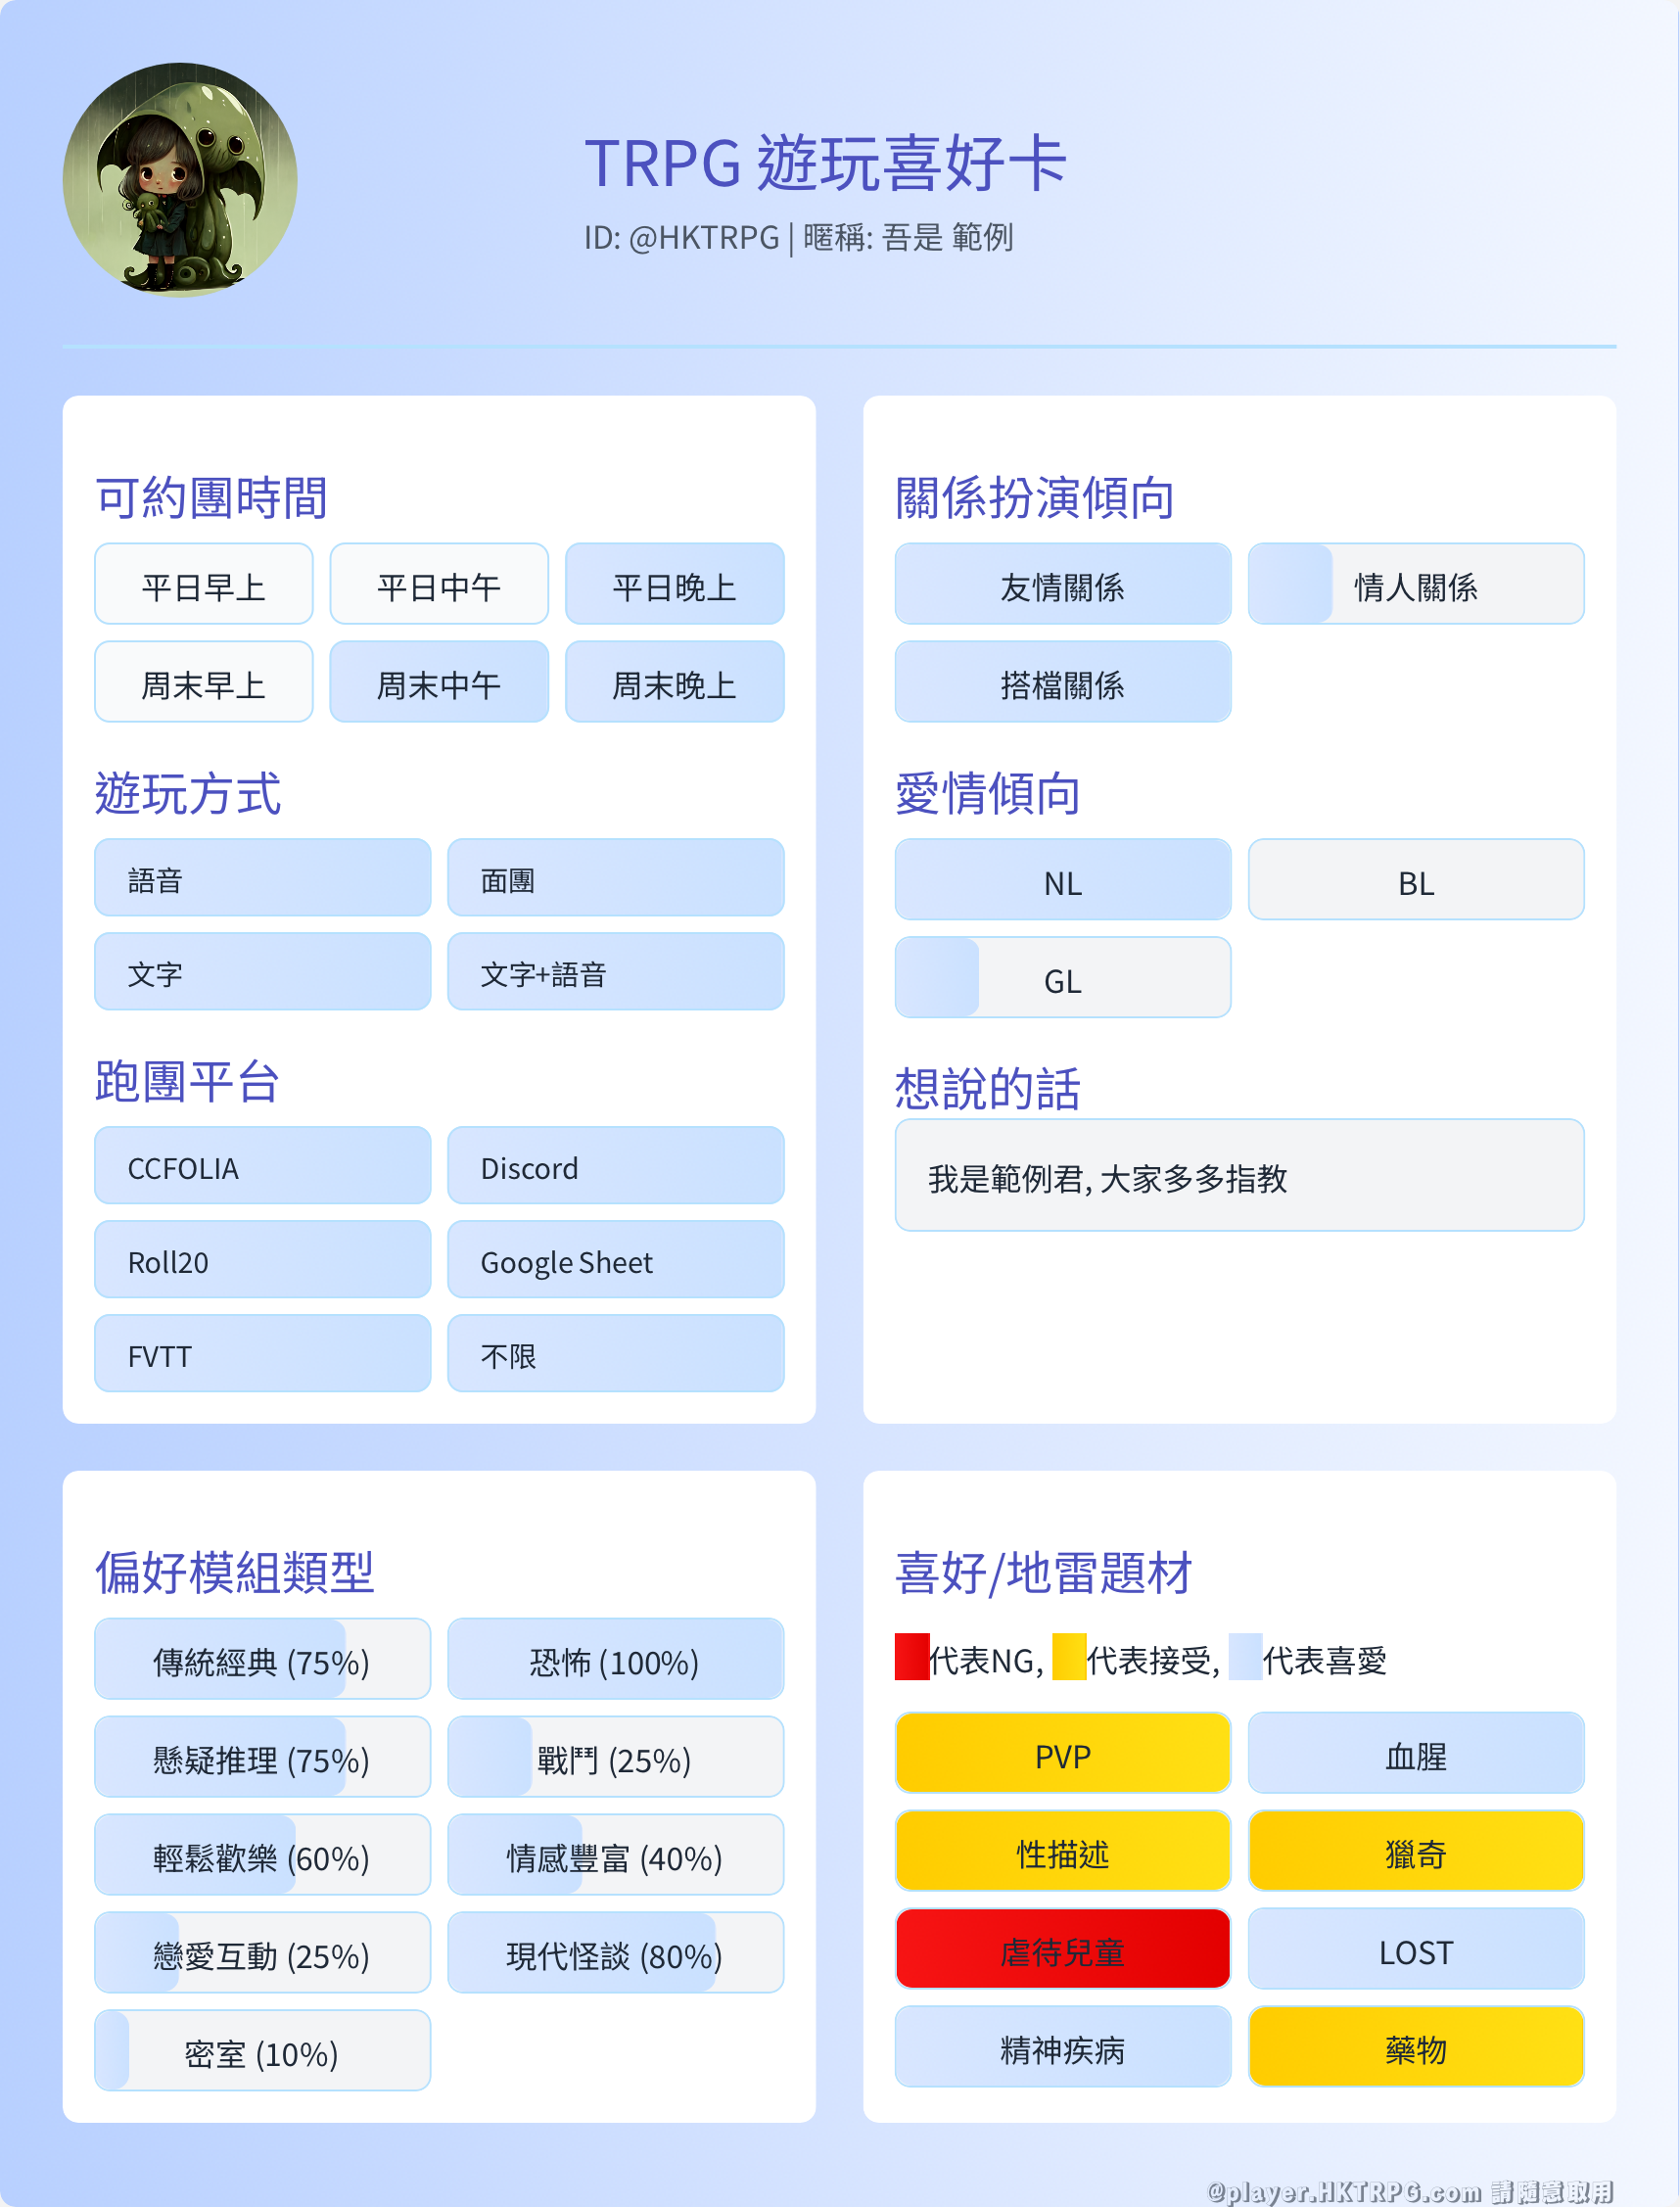 TRPG 遊玩喜好卡
ID: @HKTRPG | 暱稱: 吾是 範例
可約團時間
平日早上 平日中午 平日晚上
周末早上 周末中午 周末晚上
遊玩方式
語音 面團
文字 文字+語音
跑團平台
CCFOLIA Discord
Roll20 Google Sheet
FVTT 不限
關係扮演傾向
友情關係 情人關係
搭檔關係
愛情傾向
NL BL
GL
想說的話
我是範例君, 大家多多指教
偏好模組類型
傳統經典 (75%) 恐怖 (100%)
懸疑推理 (75%) 戰鬥 (25%)
輕鬆歡樂 (60%) 情感豐富 (40%)
戀愛互動 (25%) 現代怪談 (80%)
密室 (10%)
喜好/地雷題材
代表NG, 代表接受, 代表喜愛
PVP 血腥
性描述 獵奇
虐待兒童 LOST
精神疾病 藥物
@player.HKTRPG.com 請隨意取用